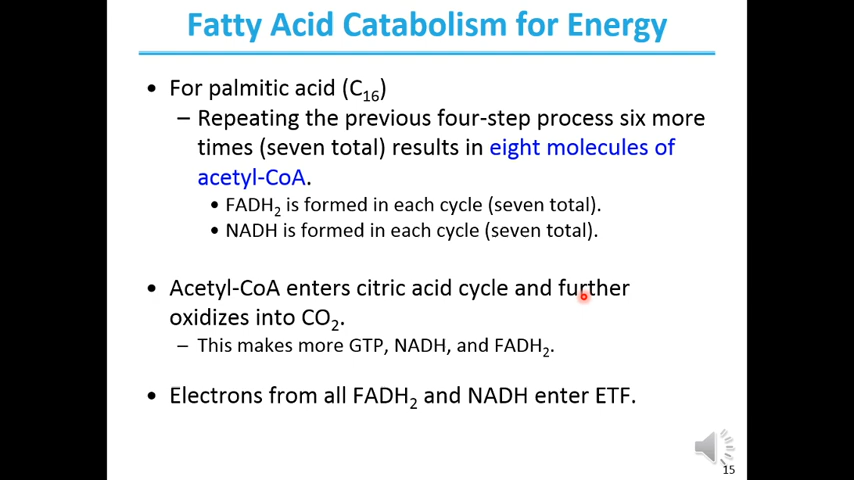 Fatty Acid Catabolism for Energy
• For palmitic acid (C₁₆)
– Repeating the previous four-step process six more
times (seven total) results in eight molecules of
acetyl-CoA.
• FADH₂ is formed in each cycle (seven total).
• NADH is formed in each cycle (seven total).
• Acetyl-CoA enters citric acid cycle and further
oxidizes into CO₂.
– This makes more GTP, NADH, and FADH₂.
• Electrons from all FADH₂ and NADH enter ETF.
15